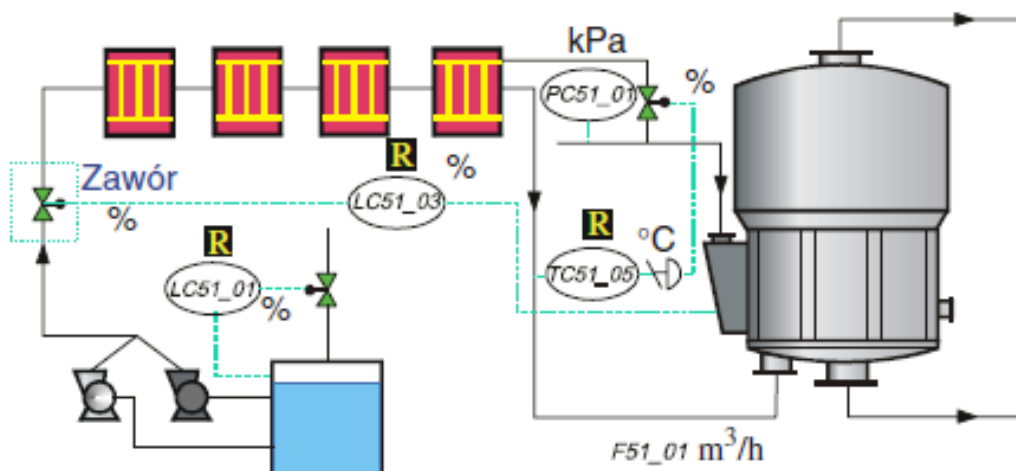 kPa
PC51_01
%
R
Zawór
%
LC51_03
%
R
R
°C
LC51_01
%
TC51_05
F51_01 m³/h